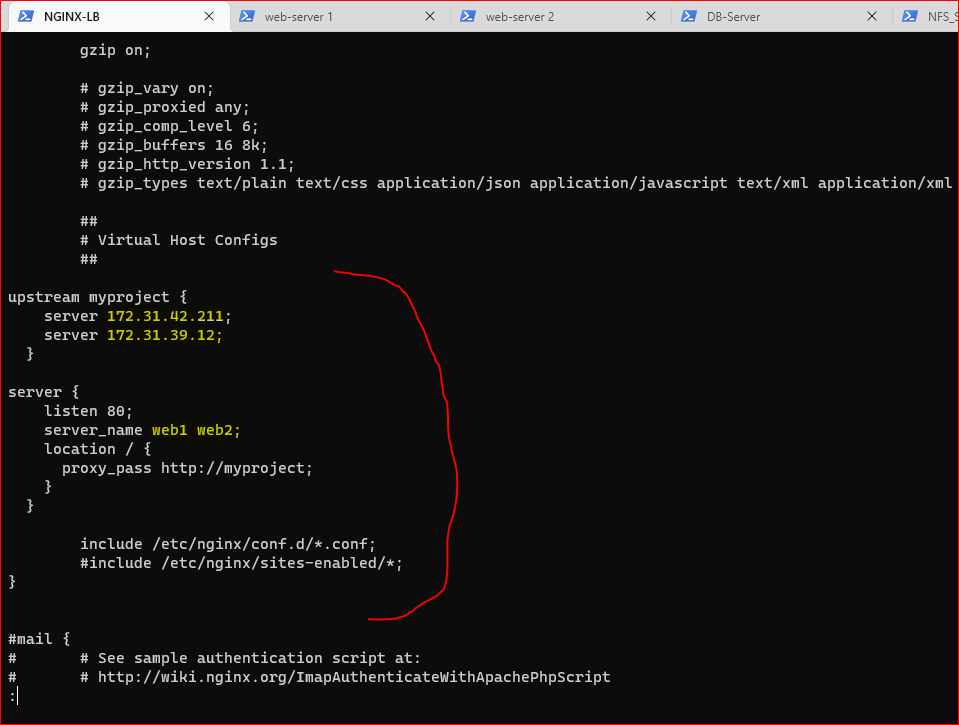 NGINX-LB web-server 1 web-server 2 DB-Server NFS_S
gzip on;
# gzip_vary on;
# gzip_proxied any;
# gzip_comp_level 6;
# gzip_buffers 16 8k;
# gzip_http_version 1.1;
# gzip_types text/plain text/css application/json application/javascript text/xml application/xml
##
# Virtual Host Configs
##
upstream myproject {
server 172.31.42.211;
server 172.31.39.12;
}
server {
listen 80;
server_name web1 web2;
location / {
proxy_pass http://myproject;
}
}
include /etc/nginx/conf.d/*.conf;
#include /etc/nginx/sites-enabled/*;
}
#mail {
# # See sample authentication script at:
# # http://wiki.nginx.org/ImapAuthenticateWithApachePhpScript
: